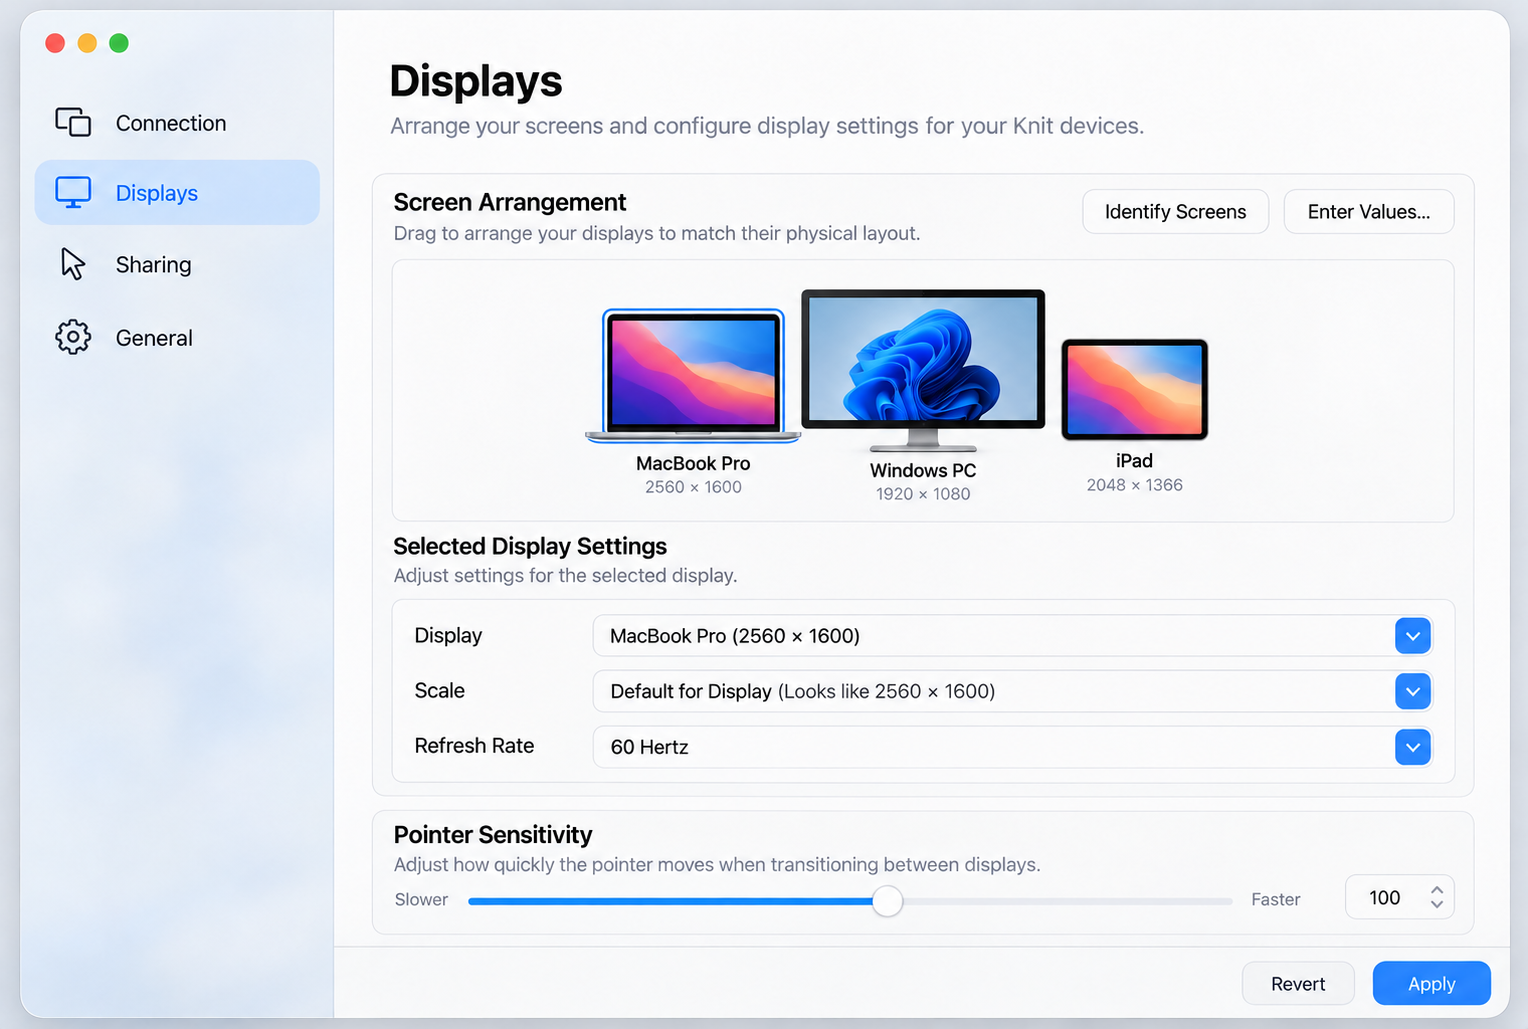 Connection
Displays
Sharing
General
Displays
Arrange your screens and configure display settings for your Knit devices.
Screen Arrangement
Drag to arrange your displays to match their physical layout.
Identify Screens
Enter Values...
MacBook Pro
2560 × 1600
Windows PC
1920 × 1080
iPad
2048 × 1366
Selected Display Settings
Adjust settings for the selected display.
Display
MacBook Pro (2560 × 1600)
Scale
Default for Display (Looks like 2560 × 1600)
Refresh Rate
60 Hertz
Pointer Sensitivity
Adjust how quickly the pointer moves when transitioning between displays.
Slower
Faster
100
Revert
Apply